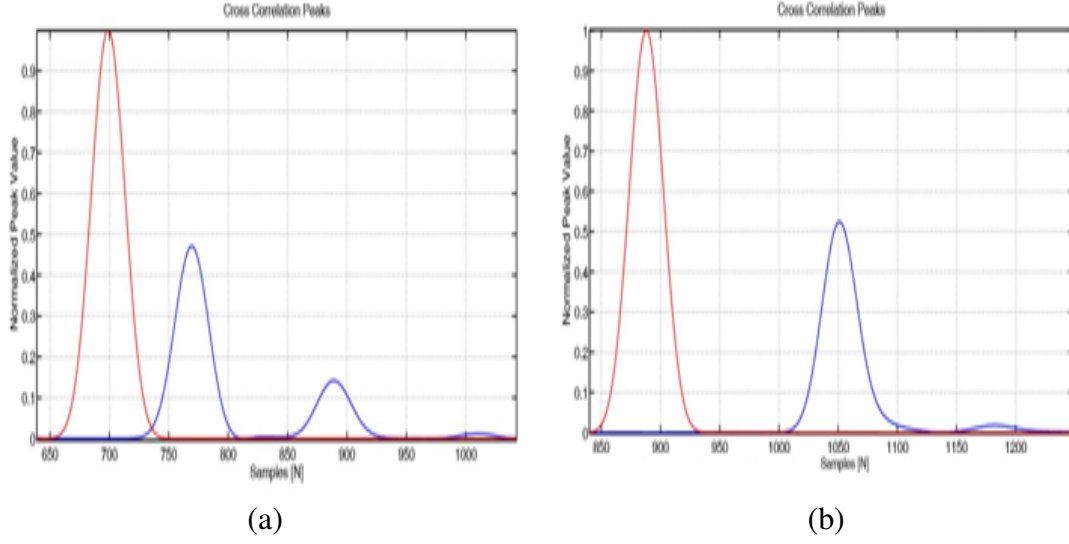 Cross Correlation Peaks
Normalized Peak Value
0.9
0.8
0.7
0.6
0.5
0.4
0.3
0.2
0.1
0
650 700 750 800 850 900 950 1000
Samples [N]
(a)
Cross Correlation Peaks
Normalized Peak Value
1
0.9
0.8
0.7
0.6
0.5
0.4
0.3
0.2
0.1
0
850 900 950 1000 1050 1100 1150 1200
Samples [N]
(b)